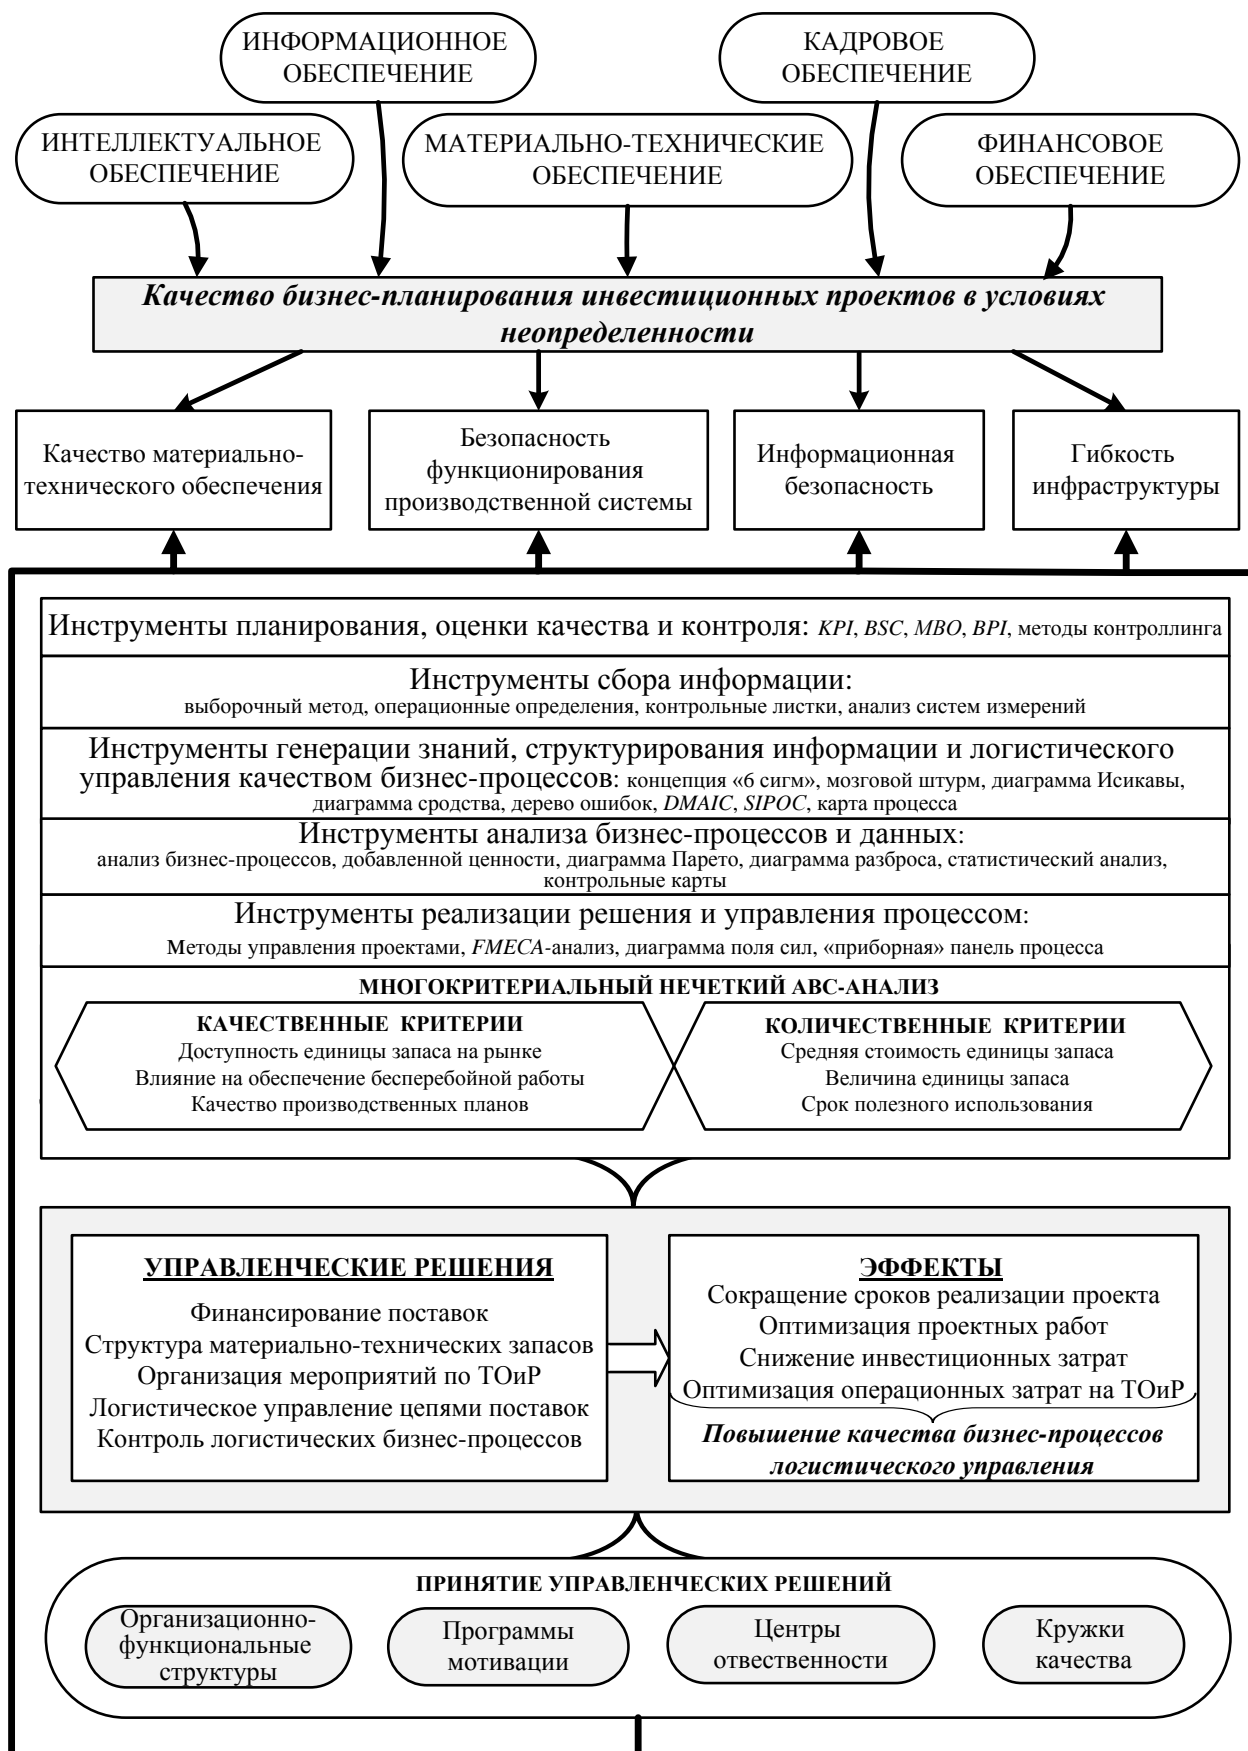 ИНФОРМАЦИОННОЕ
ОБЕСПЕЧЕНИЕ
КАДРОВОЕ
ОБЕСПЕЧЕНИЕ
ИНТЕЛЛЕКТУАЛЬНОЕ
ОБЕСПЕЧЕНИЕ
МАТЕРИАЛЬНО-ТЕХНИЧЕСКИЕ
ОБЕСПЕЧЕНИЕ
ФИНАНСОВОЕ
ОБЕСПЕЧЕНИЕ
Качество бизнес-планирования инвестиционных проектов в условиях
неопределенности
Качество материально-
технического обеспечения
Безопасность
функционирования
производственной системы
Информационная
безопасность
Гибкость
инфраструктуры
Инструменты планирования, оценки качества и контроля: KPI, BSC, MBO, BPI, методы контроллинга
Инструменты сбора информации:
выборочный метод, операционные определения, контрольные листки, анализ систем измерений
Инструменты генерации знаний, структурирования информации и логистического
управления качеством бизнес-процессов: концепция «6 сигм», мозговой штурм, диаграмма Исикавы,
диаграмма сродства, дерево ошибок, DMAIC, SIPOC, карта процесса
Инструменты анализа бизнес-процессов и данных:
анализ бизнес-процессов, добавленной ценности, диаграмма Парето, диаграмма разброса, статистический анализ,
контрольные карты
Инструменты реализации решения и управления процессом:
Методы управления проектами, FMECA-анализ, диаграмма поля сил, «приборная» панель процесса
МНОГОКРИТЕРИАЛЬНЫЙ НЕЧЕТКИЙ АВС-АНАЛИЗ
КАЧЕСТВЕННЫЕ КРИТЕРИИ
Доступность единицы запаса на рынке
Влияние на обеспечение бесперебойной работы
Качество производственных планов
КОЛИЧЕСТВЕННЫЕ КРИТЕРИИ
Средняя стоимость единицы запаса
Величина единицы запаса
Срок полезного использования
УПРАВЛЕНЧЕСКИЕ РЕШЕНИЯ
Финансирование поставок
Структура материально-технических запасов
Организация мероприятий по ТОиР
Логистическое управление цепями поставок
Контроль логистических бизнес-процессов
ЭФФЕКТЫ
Сокращение сроков реализации проекта
Оптимизация проектных работ
Снижение инвестиционных затрат
Оптимизация операционных затрат на ТОиР
Повышение качества бизнес-процессов
логистического управления
ПРИНЯТИЕ УПРАВЛЕНЧЕСКИХ РЕШЕНИЙ
Организационно-
функциональные
структуры
Программы
мотивации
Центры
отвественности
Кружки
качества